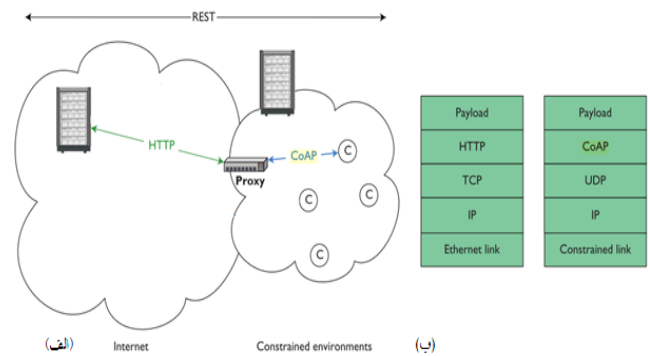 REST
HTTP
CoAP
Proxy
C
C
C
C
(الف)
Internet
Constrained environments
Payload
HTTP
TCP
IP
Ethernet link
Payload
CoAP
UDP
IP
Constrained link
(ب)